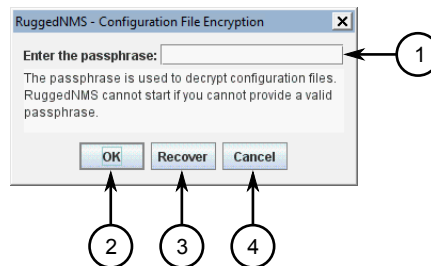 RuggedNMS - Configuration File Encryption
Enter the passphrase:
1
The passphrase is used to decrypt configuration files.
RuggedNMS cannot start if you cannot provide a valid
passphrase.
OK Recover Cancel
2 3 4